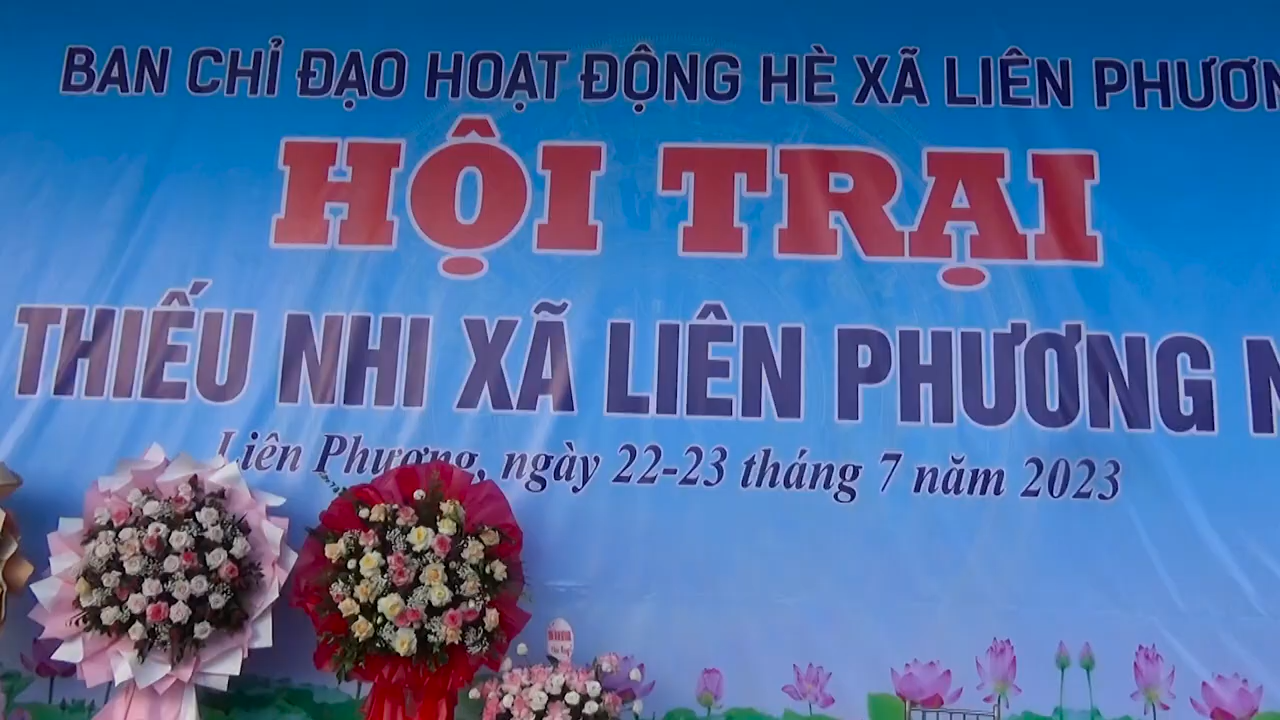 BAN CHỈ ĐẠO HOẠT ĐỘNG HÈ XÃ LIÊN PHƯƠN
HỘI TRẠI
THIẾU NHI XÃ LIÊN PHƯƠNG N
Liên Phương, ngày 22-23 tháng 7 năm 2023